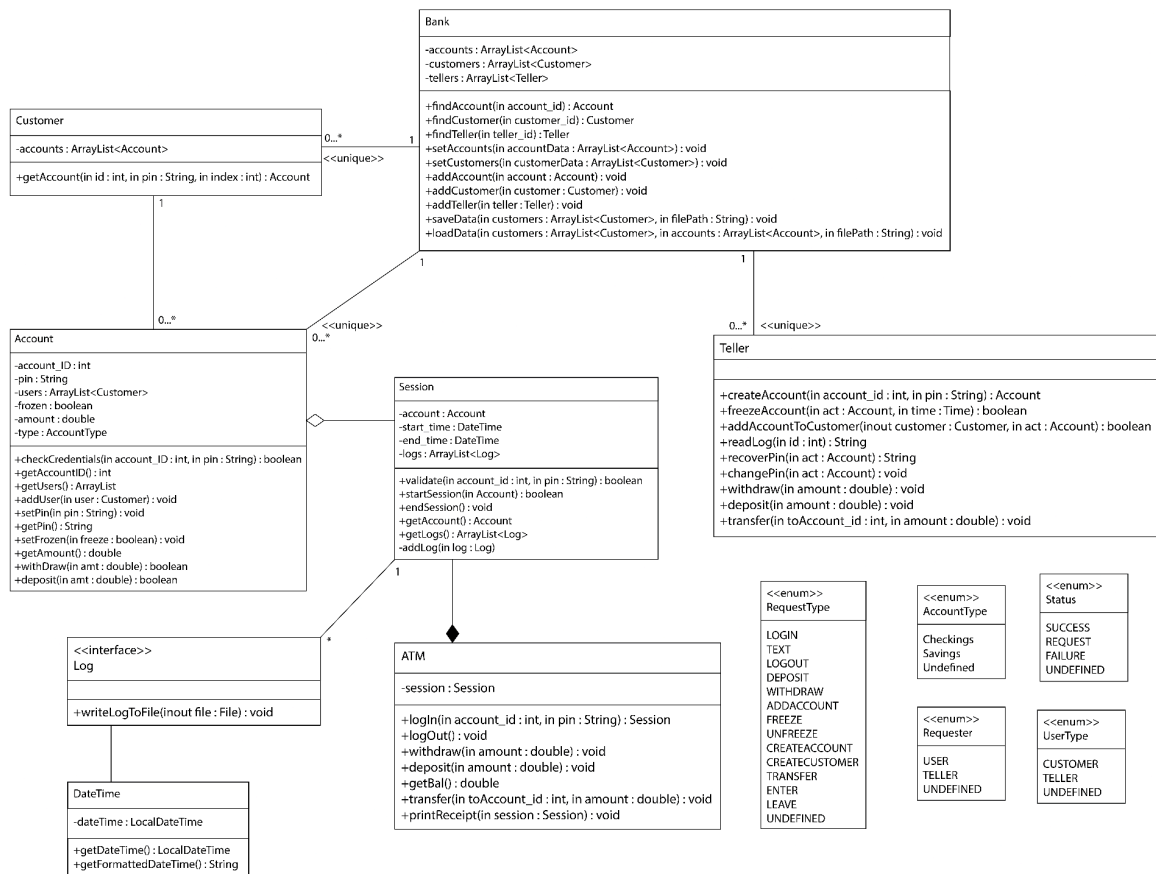 Bank
-accounts : ArrayList<Account>
-customers : ArrayList<Customer>
-tellers : ArrayList<Teller>
+findAccount(in account_id) : Account
+findCustomer(in customer_id) : Customer
+findTeller(in teller_id) : Teller
+setAccounts(in accountData : ArrayList<Account>) : void
+setCustomers(in customerData : ArrayList<Customer>) : void
+addAccount(in account : Account) : void
+addCustomer(in customer : Customer) : void
+addTeller(in teller : Teller) : void
+saveData(in customers : ArrayList<Customer>, in filePath : String) : void
+loadData(in customers : ArrayList<Customer>, in accounts : ArrayList<Account>, in filePath : String) : void
Customer
-accounts : ArrayList<Account>
+getAccount(in id : int, in pin : String, in index : int) : Account
0...*
1
<<unique>>
1
0...*
1
<<unique>>
0...*
1
0...*
<<unique>>
Account
-account_ID : int
-pin : String
-users : ArrayList<Customer>
-frozen : boolean
-amount : double
-type : AccountType
+checkCredentials(in account_ID : int, in pin : String) : boolean
+getAccountID() : int
+getUsers() : ArrayList
+addUser(in user : Customer) : void
+setPin(in pin : String) : void
+getPin() : String
+setFrozen(in freeze : boolean) : void
+getAmount() : double
+withDraw(in amt : double) : boolean
+deposit(in amt : double) : boolean
Session
-account : Account
-start_time : DateTime
-end_time : DateTime
-logs : ArrayList<Log>
+validate(in account_id : int, in pin : String) : boolean
+startSession(in Account) : boolean
+endSession() : void
+getAccount() : Account
+getLogs() : ArrayList<Log>
-addLog(in log : Log)
1
*
Teller
+createAccount(in account_id : int, in pin : String) : Account
+freezeAccount(in act : Account, in time : Time) : boolean
+addAccountToCustomer(inout customer : Customer, in act : Account) : boolean
+readLog(in id : int) : String
+recoverPin(in act : Account) : String
+changePin(in act : Account) : void
+withdraw(in amount : double) : void
+deposit(in amount : double) : void
+transfer(in toAccount_id : int, in amount : double) : void
<<interface>>
Log
+writeLogToFile(inout file : File) : void
DateTime
-dateTime : LocalDateTime
+getDateTime() : LocalDateTime
+getFormattedDateTime() : String
ATM
-session : Session
+logIn(in account_id : int, in pin : String) : Session
+logOut() : void
+withdraw(in amount : double) : void
+deposit(in amount : double) : void
+getBal() : double
+transfer(in toAccount_id : int, in amount : double) : void
+printReceipt(in session : Session) : void
<<enum>>
RequestType
LOGIN
TEXT
LOGOUT
DEPOSIT
WITHDRAW
ADDACCOUNT
FREEZE
UNFREEZE
CREATEACCOUNT
CREATECUSTOMER
TRANSFER
ENTER
LEAVE
UNDEFINED
<<enum>>
AccountType
Checkings
Savings
Undefined
<<enum>>
Status
SUCCESS
REQUEST
FAILURE
UNDEFINED
<<enum>>
Requester
USER
TELLER
UNDEFINED
<<enum>>
UserType
CUSTOMER
TELLER
UNDEFINED